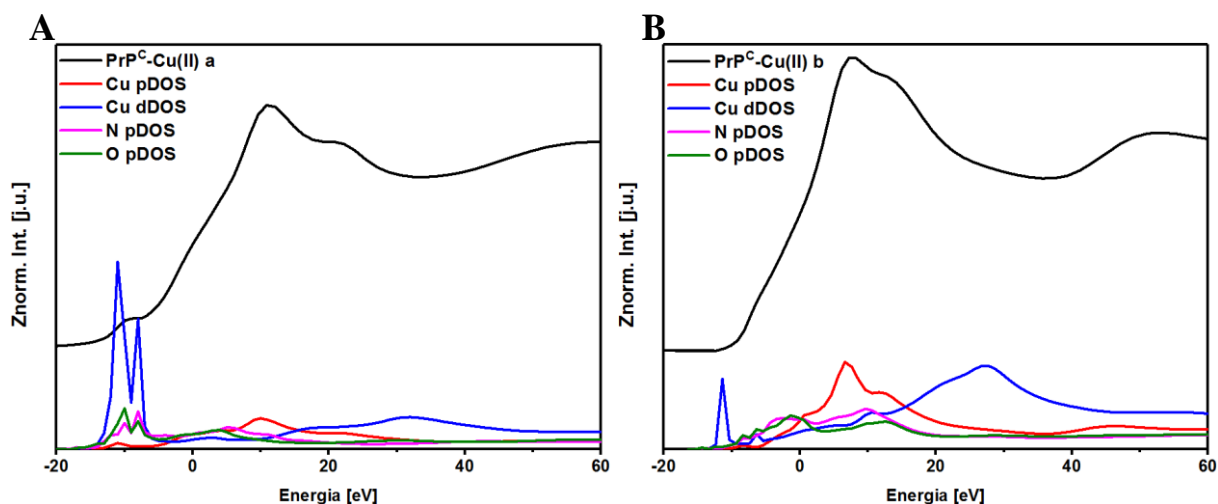 A
PrP^C-Cu(II) a
Cu pDOS
Cu dDOS
N pDOS
O pDOS
Znorm. Int. [j.u.]
-20 0 20 40 60
Energia [eV]
B
PrP^C-Cu(II) b
Cu pDOS
Cu dDOS
N pDOS
O pDOS
Znorm. Int. [j.u.]
-20 0 20 40 60
Energia [eV]